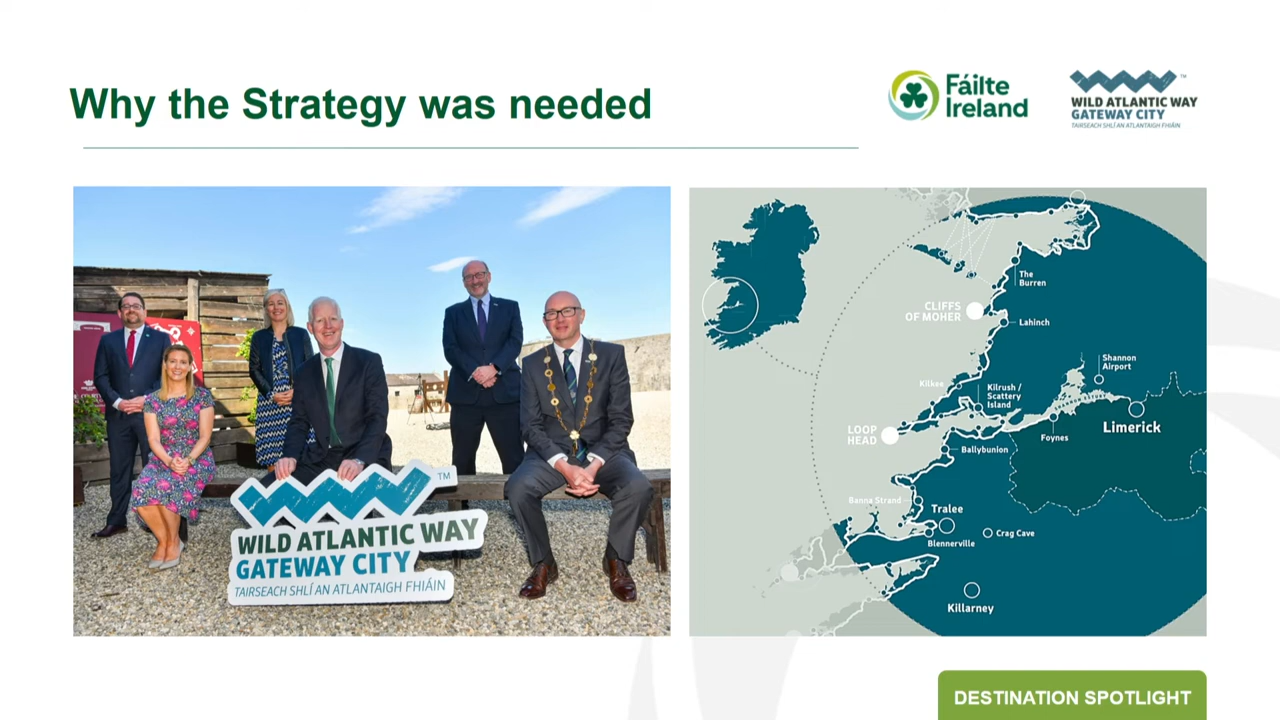 Why the Strategy was needed
Fáilte
Ireland
WILD ATLANTIC WAY
GATEWAY CITY
TAIRSEACH SHLÍ AN ATLANTAIGH FHIÁIN
TM
WILD ATLANTIC WAY
GATEWAY CITY
TAIRSEACH SHLÍ AN ATLANTAIGH FHIÁIN
The
Burren
CLIFFS
OF MOHER
Lahinch
Shannon
Airport
Kilkee
Kilrush /
Scattery
Island
LOOP
HEAD
Foynes
Limerick
Ballybunion
Banna Strand
Tralee
Blennerville
Crag Cave
Killarney
DESTINATION SPOTLIGHT